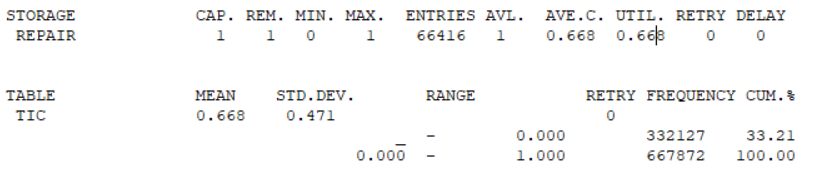 STORAGE CAP. REM. MIN. MAX. ENTRIES AVL. AVE.C. UTIL. RETRY DELAY
REPAIR 1 1 0 1 66416 1 0.668 0.668 0 0
TABLE MEAN STD.DEV. RANGE RETRY FREQUENCY CUM.%
TIC 0.668 0.471 0
_ - 0.000 332127 33.21
0.000 - 1.000 667872 100.00